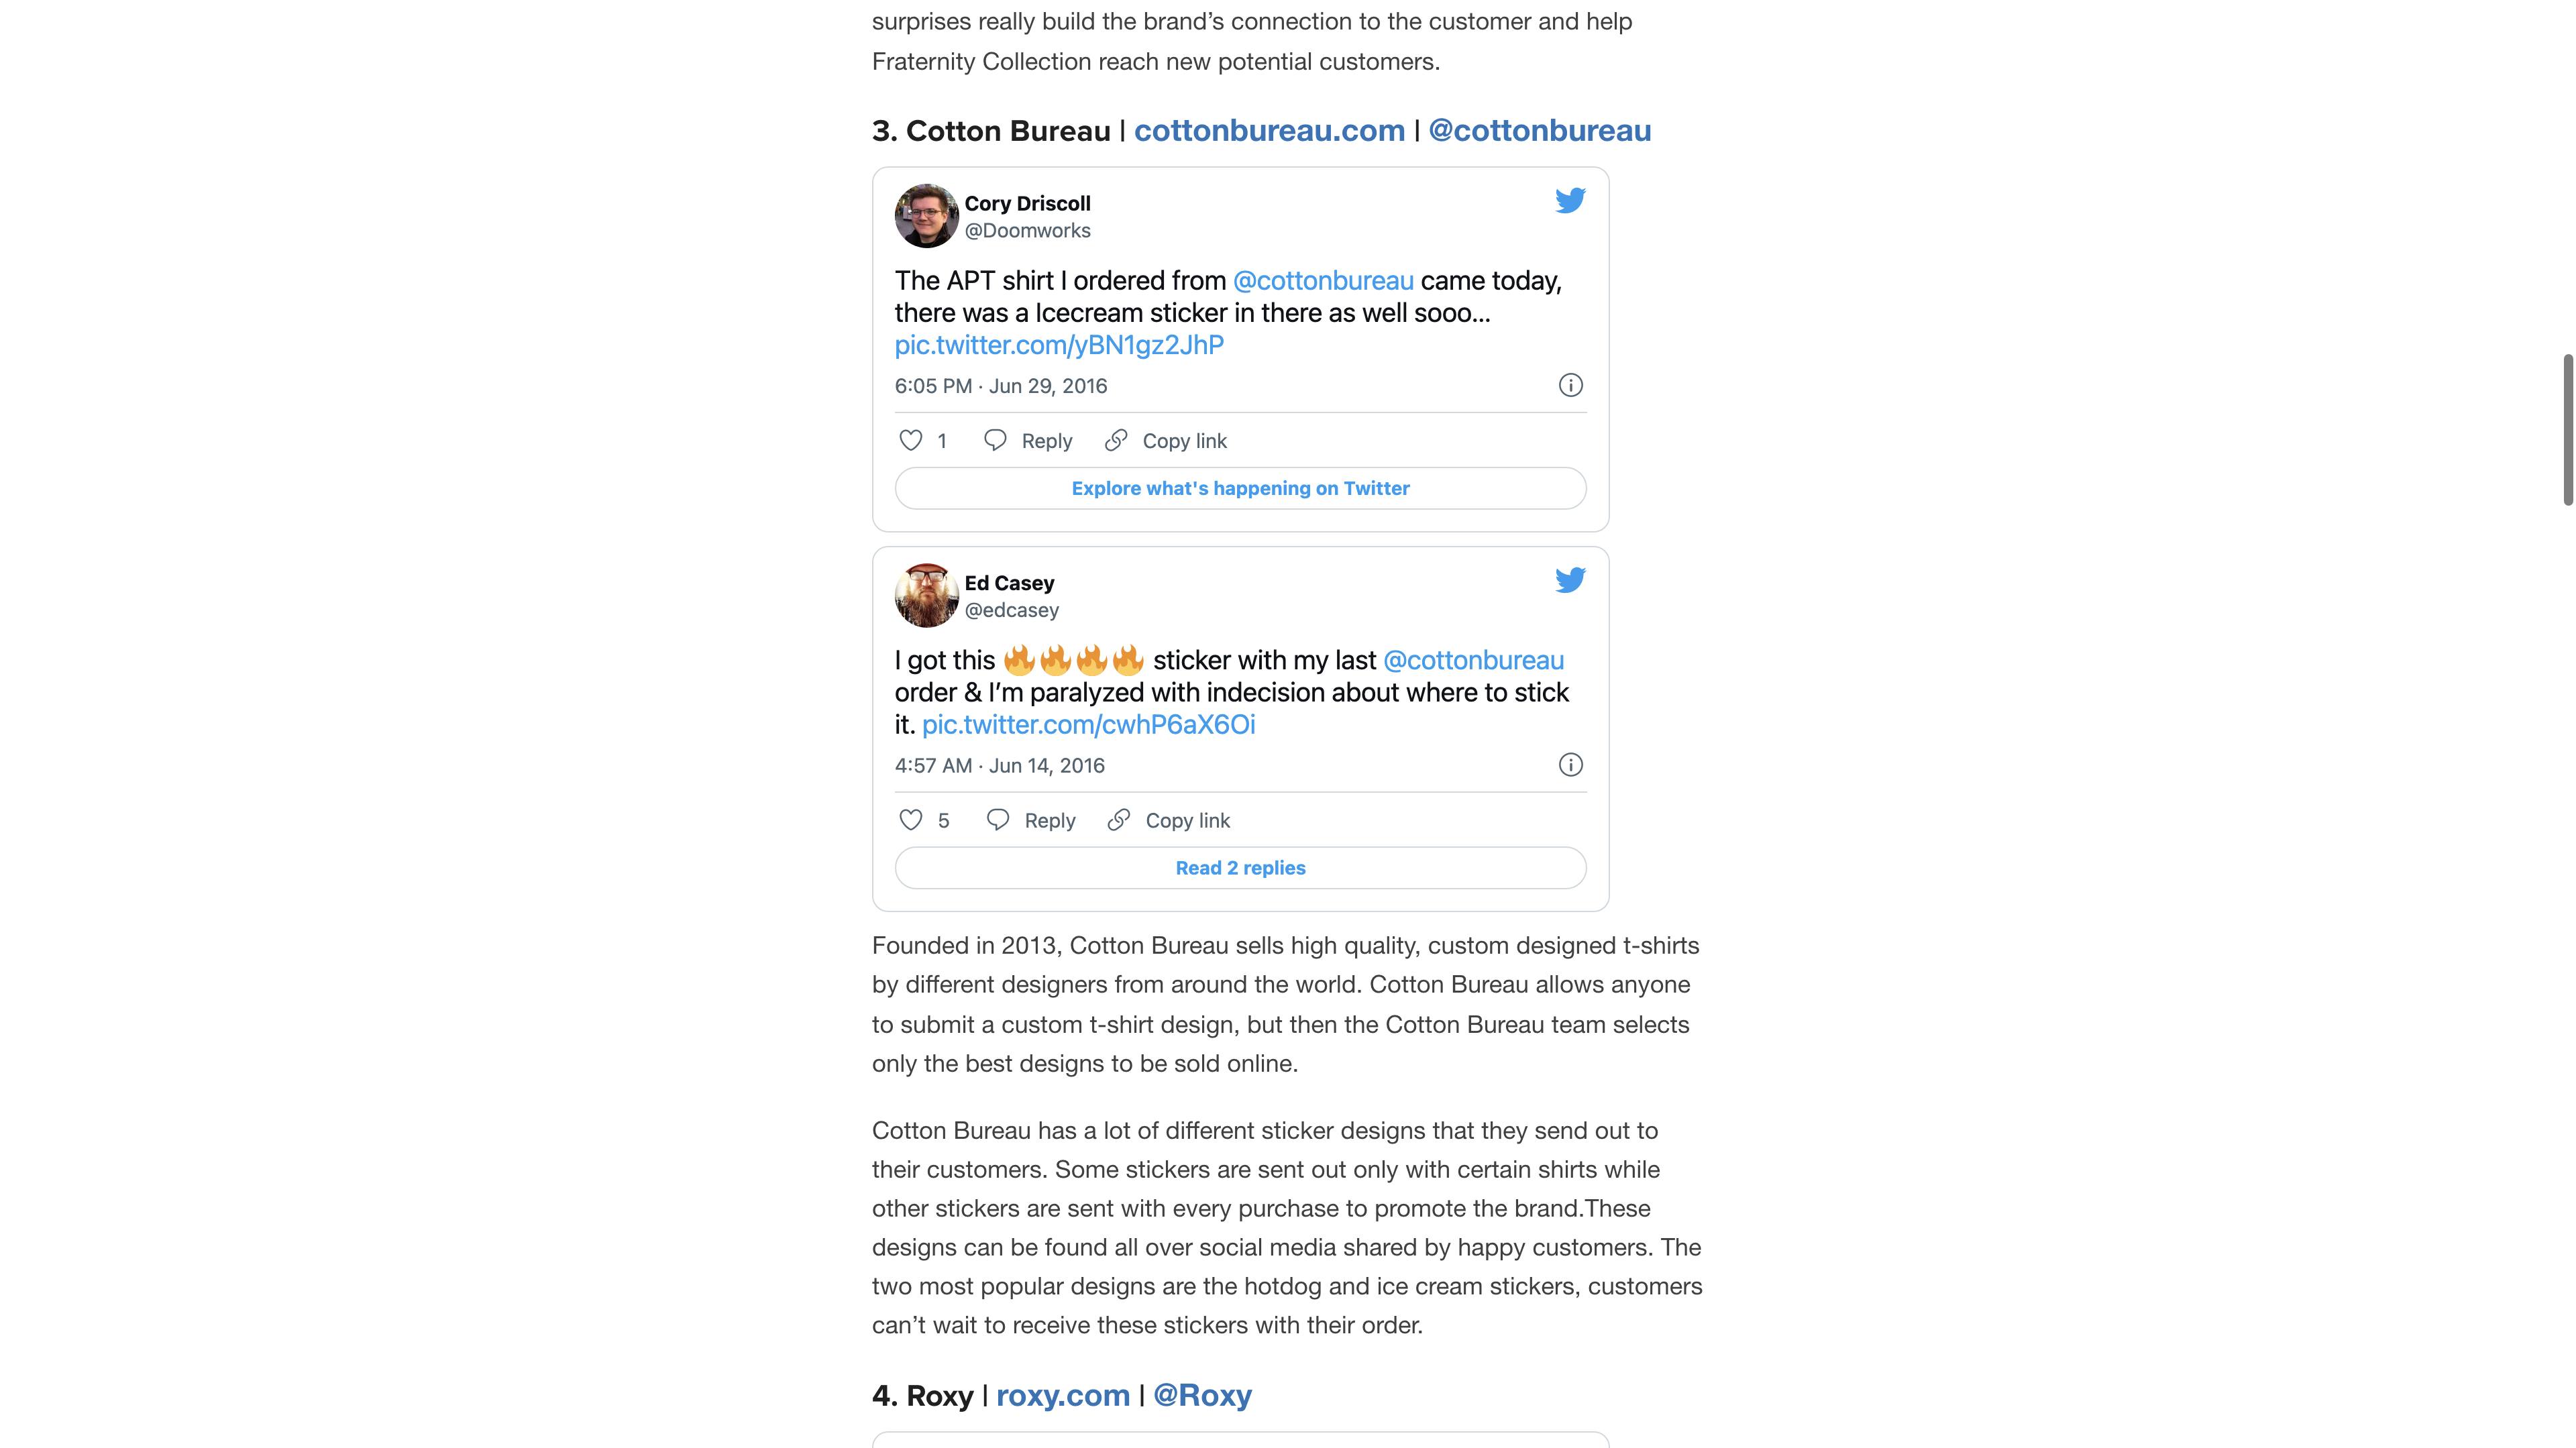 surprises really build the brand’s connection to the customer and help
Fraternity Collection reach new potential customers.
3. Cotton Bureau | cottonbureau.com | @cottonbureau
Cory Driscoll
@Doomworks
The APT shirt I ordered from @cottonbureau came today,
there was a Icecream sticker in there as well sooo...
pic.twitter.com/yBN1gz2JhP
6:05 PM · Jun 29, 2016
1 Reply Copy link
Explore what's happening on Twitter
Ed Casey
@edcasey
I got this 🔥🔥🔥🔥 sticker with my last @cottonbureau
order & I’m paralyzed with indecision about where to stick
it. pic.twitter.com/cwhP6aX6Oi
4:57 AM · Jun 14, 2016
5 Reply Copy link
Read 2 replies
Founded in 2013, Cotton Bureau sells high quality, custom designed t-shirts
by different designers from around the world. Cotton Bureau allows anyone
to submit a custom t-shirt design, but then the Cotton Bureau team selects
only the best designs to be sold online.
Cotton Bureau has a lot of different sticker designs that they send out to
their customers. Some stickers are sent out only with certain shirts while
other stickers are sent with every purchase to promote the brand.These
designs can be found all over social media shared by happy customers. The
two most popular designs are the hotdog and ice cream stickers, customers
can’t wait to receive these stickers with their order.
4. Roxy | roxy.com | @Roxy